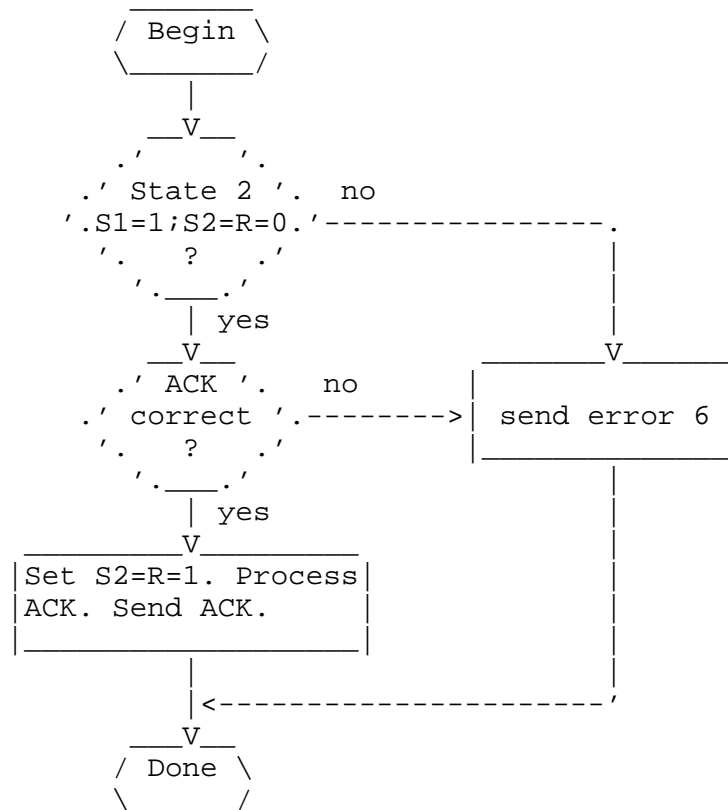 Begin
State 2 no
S1=1;S2=R=0
?
yes
ACK no
correct send error 6
?
yes
Set S2=R=1. Process
ACK. Send ACK.
Done